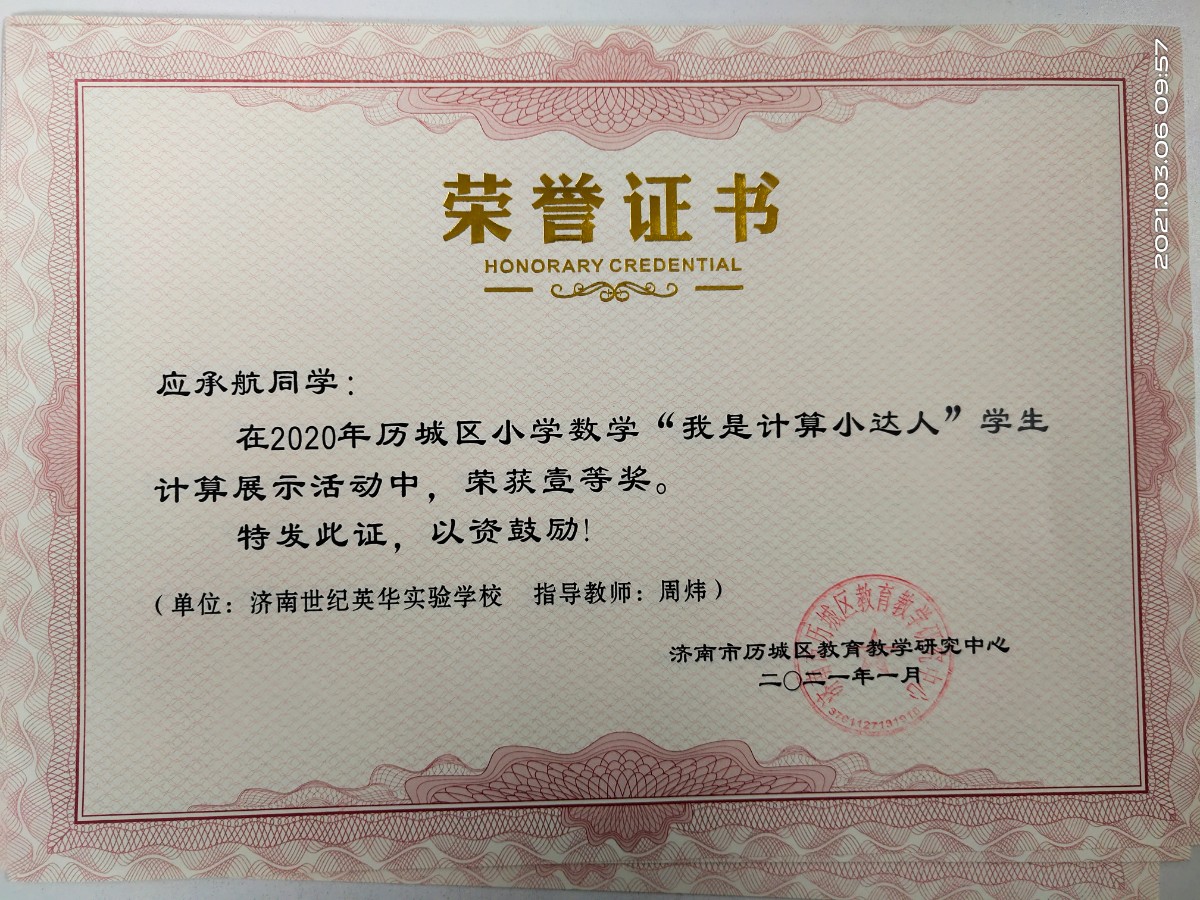 2021.03.06 09:57
荣誉证书
HONORARY CREDENTIAL
应承航同学：
在2020年历城区小学数学“我是计算小达人”学生
计算展示活动中，荣获壹等奖。
特发此证，以资鼓励！
（单位：济南世纪英华实验学校 指导教师：周炜）
济南市历城区教育教学研究中心
二〇二一年一月